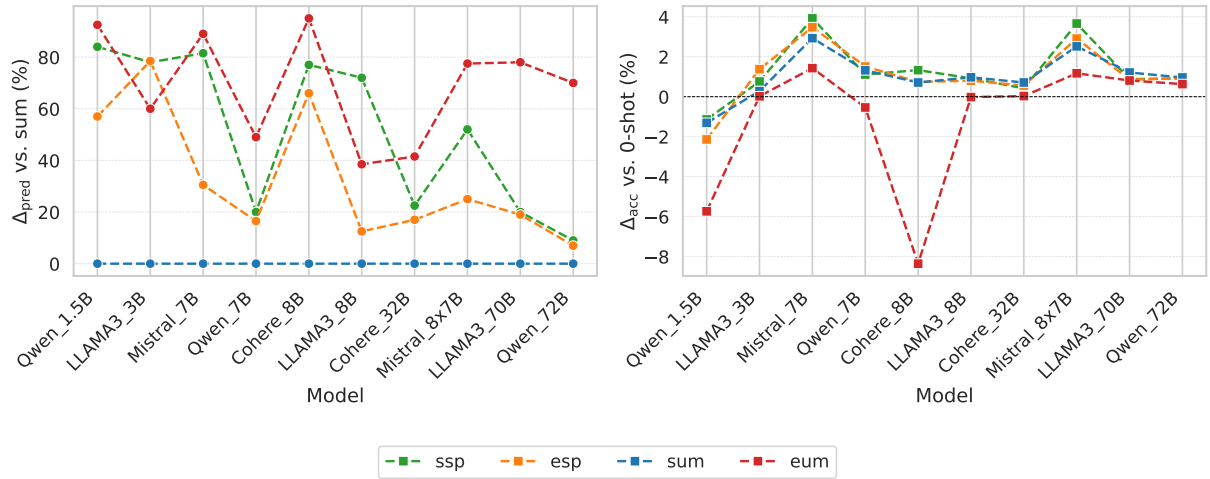 Δpred vs. sum (%)
80
60
40
20
0
Qwen_1.5B
LLAMA3_3B
Mistral_7B
Qwen_7B
Cohere_8B
LLAMA3_8B
Cohere_32B
Mistral_8x7B
LLAMA3_70B
Qwen_72B
Model
Δacc vs. 0-shot (%)
4
2
0
−2
−4
−6
−8
Qwen_1.5B
LLAMA3_3B
Mistral_7B
Qwen_7B
Cohere_8B
LLAMA3_8B
Cohere_32B
Mistral_8x7B
LLAMA3_70B
Qwen_72B
Model
ssp esp sum eum